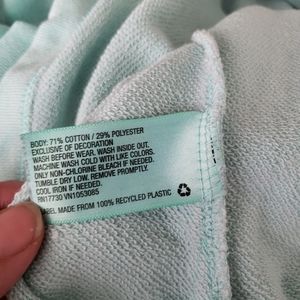 BODY: 71% COTTON / 29% POLYESTER
EXCLUSIVE OF DECORATION
WASH BEFORE WEAR. WASH INSIDE OUT.
MACHINE WASH COLD WITH LIKE COLORS.
ONLY NON-CHLORINE BLEACH IF NEEDED.
TUMBLE DRY LOW. REMOVE PROMPTLY.
COOL IRON IF NEEDED.
RN17730 VN1053085
LABEL MADE FROM 100% RECYCLED PLASTIC